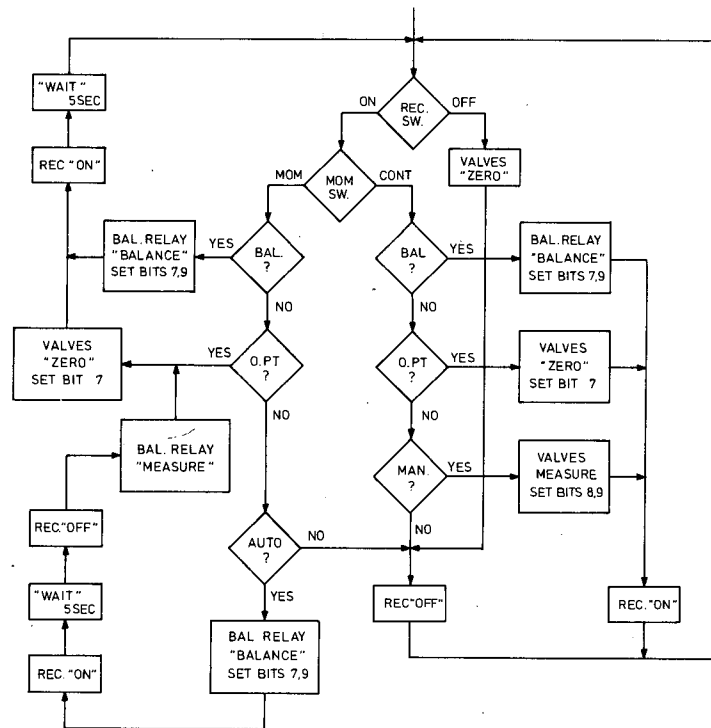 "WAIT"
5SEC
REC "ON"
ON
REC.
SW.
OFF
VALVES
"ZERO"
MOM
MOM
SW.
CONT
BAL. RELAY
"BALANCE"
SET BITS 7,9
YES
BAL.
?
NO
BAL
?
YES
NO
BAL. RELAY
"BALANCE"
SET BITS 7,9
VALVES
"ZERO"
SET BIT 7
YES
O.PT
?
NO
O.PT
?
YES
NO
VALVES
"ZERO"
SET BIT 7
BAL. RELAY
"MEASURE"
MAN.
?
YES
NO
VALVES
MEASURE
SET BITS 8,9
REC."OFF"
AUTO
?
NO
YES
"WAIT"
5SEC
REC"OFF"
REC."ON"
REC."ON"
BAL RELAY
"BALANCE"
SET BITS 7,9